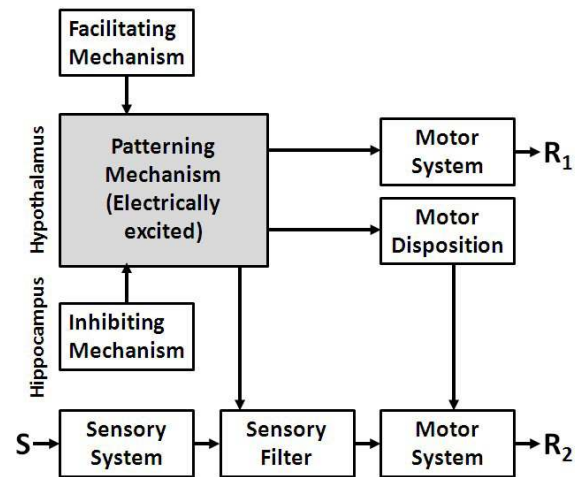 Facilitating
Mechanism
Hypothalamus
Patterning
Mechanism
(Electrically
excited)
Motor
System
R1
Motor
Disposition
Hippocampus
Inhibiting
Mechanism
S
Sensory
System
Sensory
Filter
Motor
System
R2